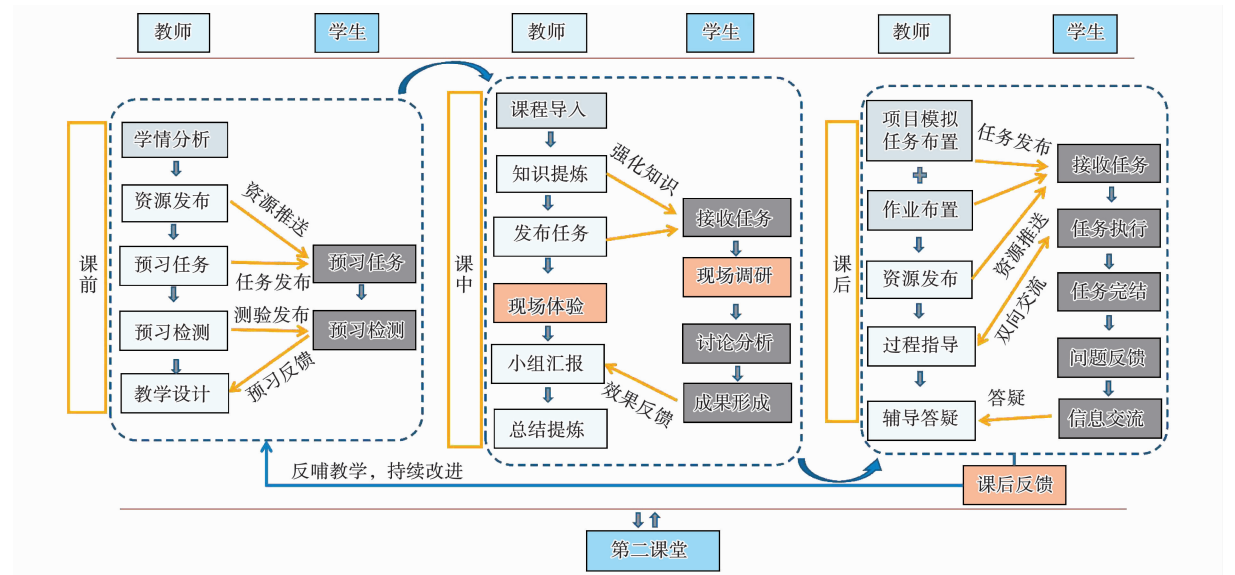 教师
学生
教师
学生
教师
学生
课前
学情分析
资源发布
预习任务
预习检测
教学设计
资源推送
任务发布
测验发布
预习反馈
预习任务
预习检测
课中
课程导入
知识提炼
发布任务
现场体验
小组汇报
总结提炼
强化知识
效果反馈
接收任务
现场调研
讨论分析
成果形成
课后
项目模拟
任务布置
作业布置
资源发布
过程指导
辅导答疑
任务发布
资源推送
双向交流
答疑
接收任务
任务执行
任务完结
问题反馈
信息交流
反哺教学，持续改进
课后反馈
第二课堂